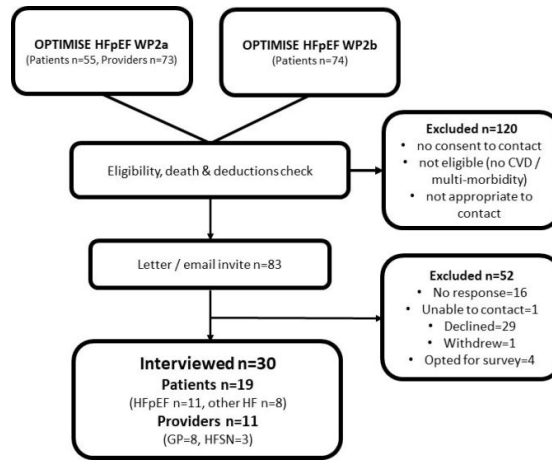 OPTIMISE HFpEF WP2a
(Patients n=55, Providers n=73)
OPTIMISE HFpEF WP2b
(Patients n=74)
Eligibility, death & deductions check
Excluded n=120
• no consent to contact
• not eligible (no CVD /
multi-morbidity)
• not appropriate to
contact
Letter / email invite n=83
Excluded n=52
• No response=16
• Unable to contact=1
• Declined=29
• Withdrew=1
• Opted for survey=4
Interviewed n=30
Patients n=19
(HFpEF n=11, other HF n=8)
Providers n=11
(GP=8, HFSN=3)